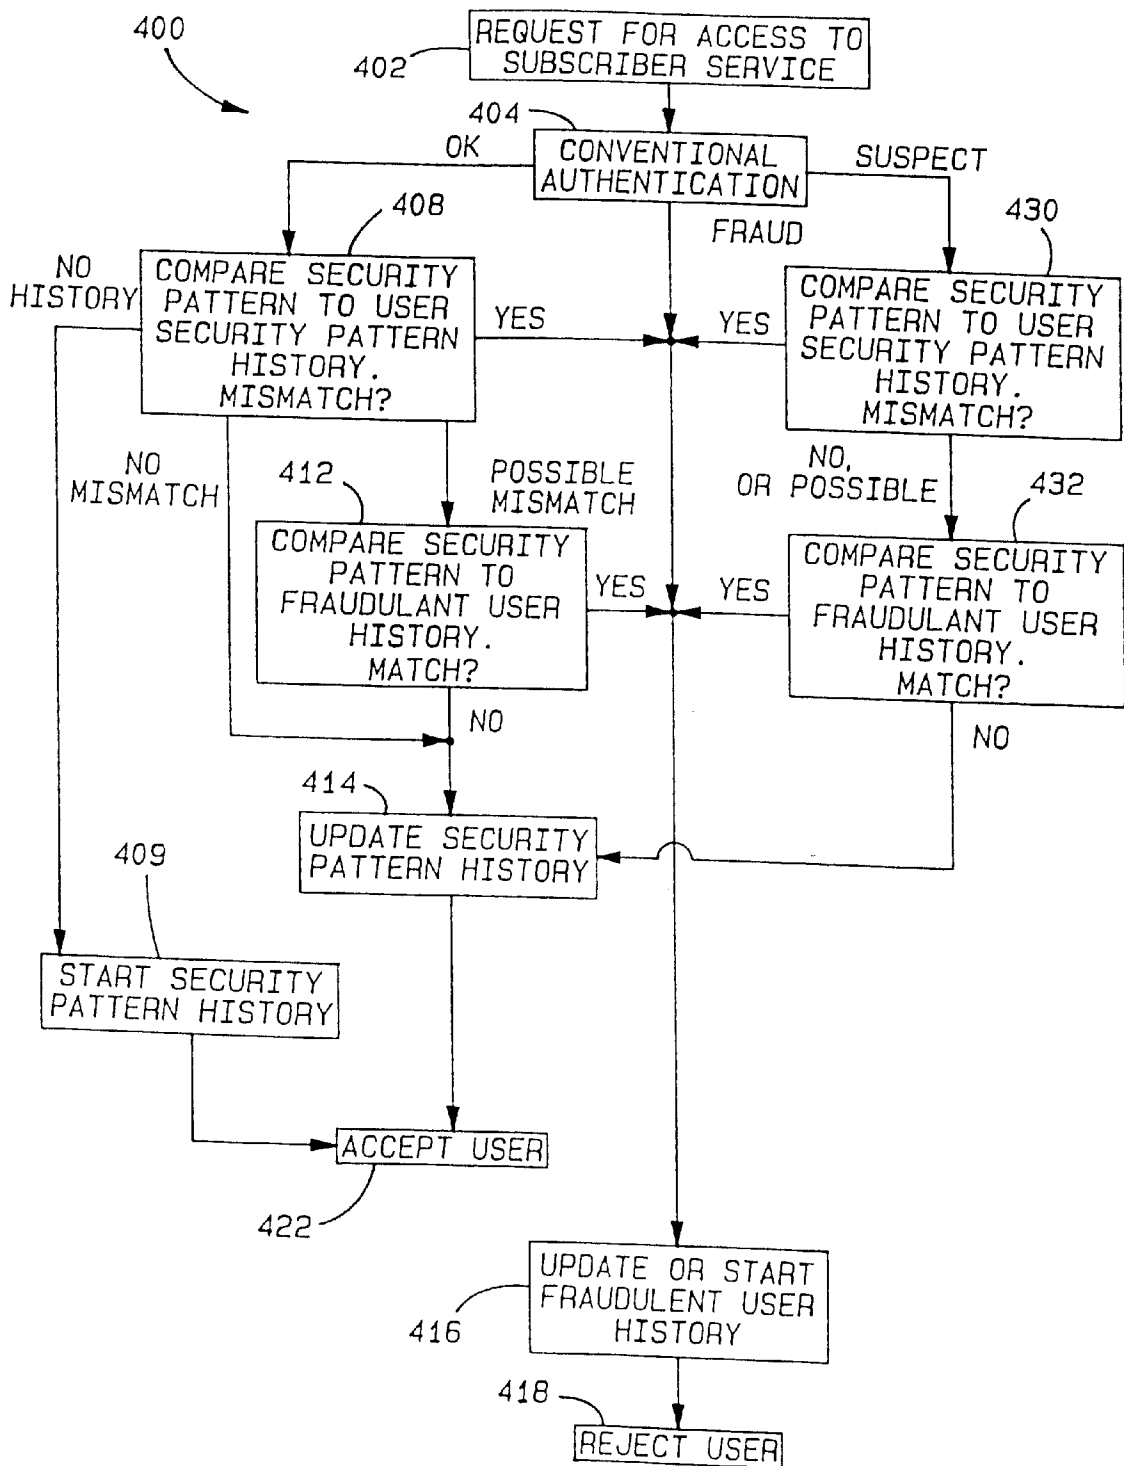 400
REQUEST FOR ACCESS TO
SUBSCRIBER SERVICE
402
404
CONVENTIONAL
AUTHENTICATION
OK
SUSPECT
FRAUD
408
430
NO
HISTORY
COMPARE SECURITY
PATTERN TO USER
SECURITY PATTERN
HISTORY.
MISMATCH?
YES
YES
COMPARE SECURITY
PATTERN TO USER
SECURITY PATTERN
HISTORY.
MISMATCH?
NO
MISMATCH
412
POSSIBLE
MISMATCH
NO,
OR POSSIBLE
432
COMPARE SECURITY
PATTERN TO
FRAUDULANT USER
HISTORY.
MATCH?
YES
YES
COMPARE SECURITY
PATTERN TO
FRAUDULANT USER
HISTORY.
MATCH?
NO
NO
414
UPDATE SECURITY
PATTERN HISTORY
409
START SECURITY
PATTERN HISTORY
ACCEPT USER
422
UPDATE OR START
FRAUDULENT USER
HISTORY
416
418
REJECT USER